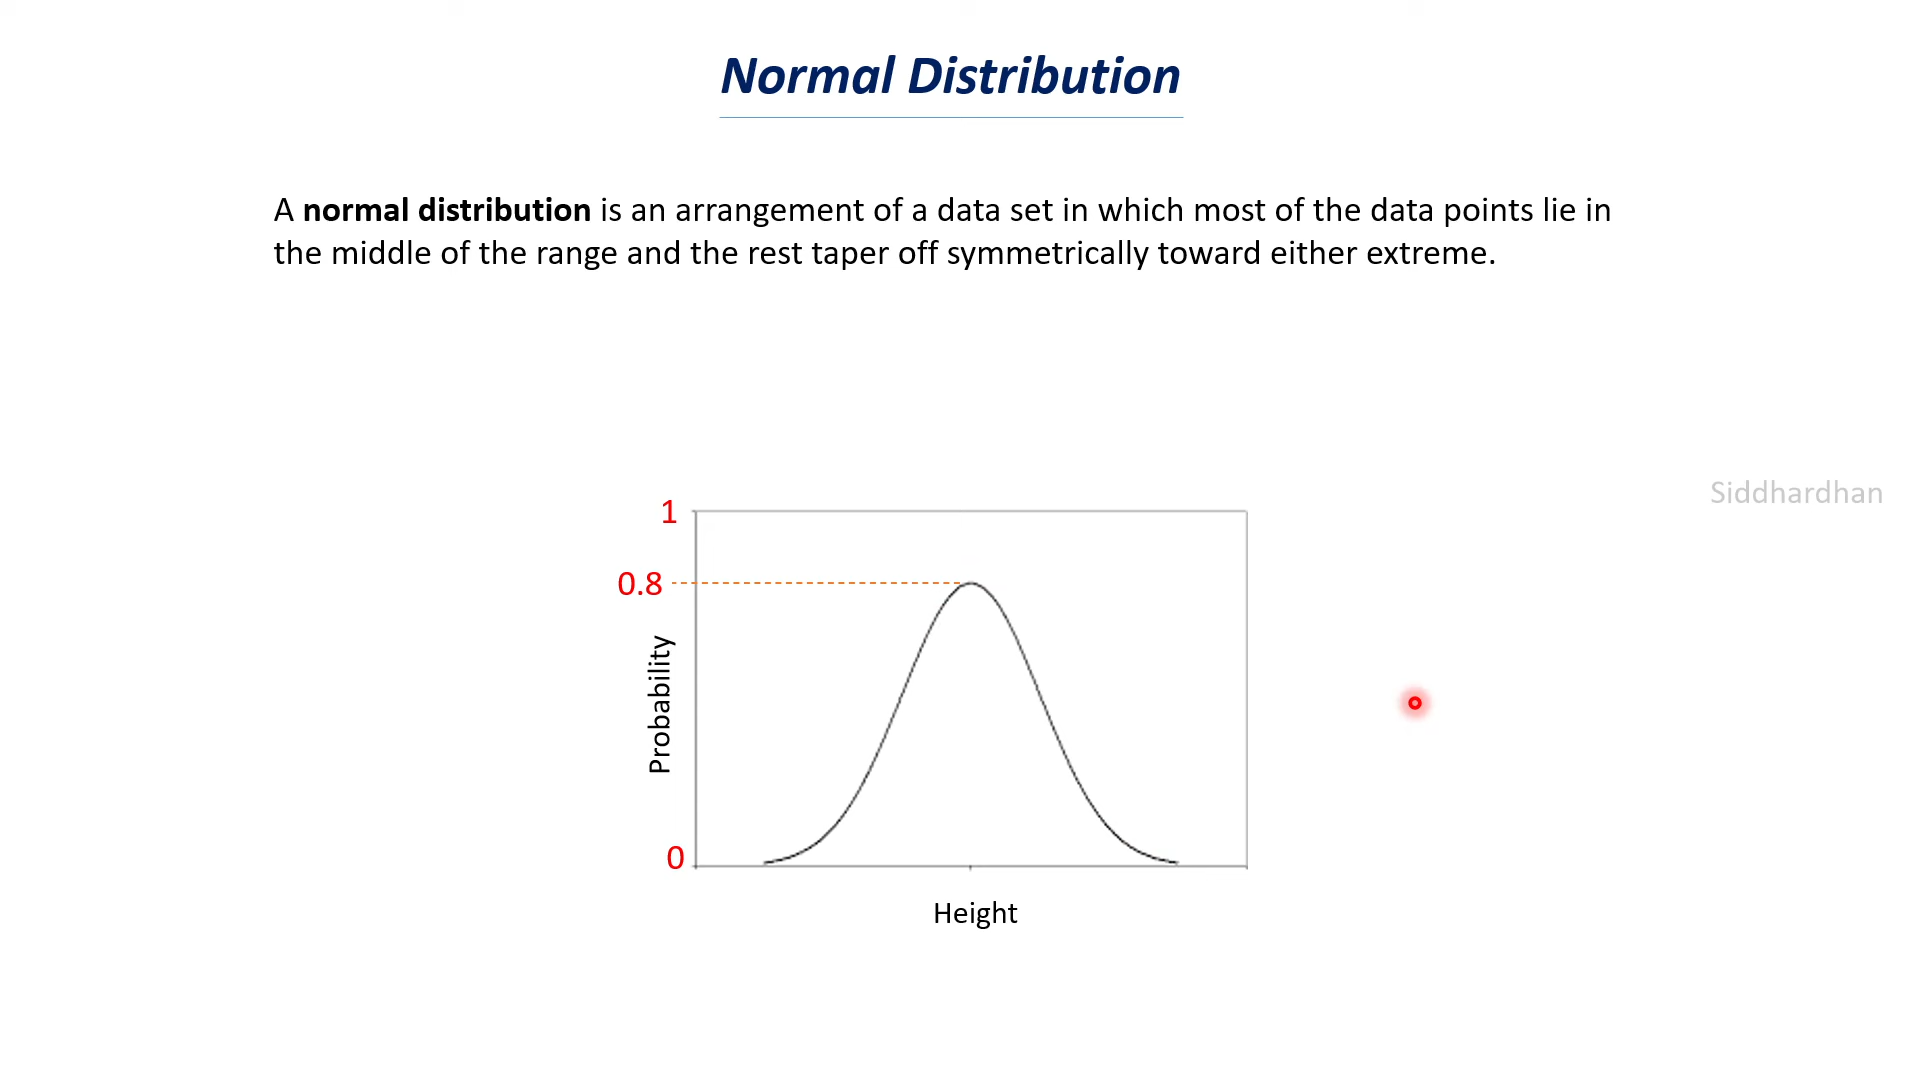 Normal Distribution
A normal distribution is an arrangement of a data set in which most of the data points lie in
the middle of the range and the rest taper off symmetrically toward either extreme.
Siddhardhan
1
0.8
Probability
0
Height